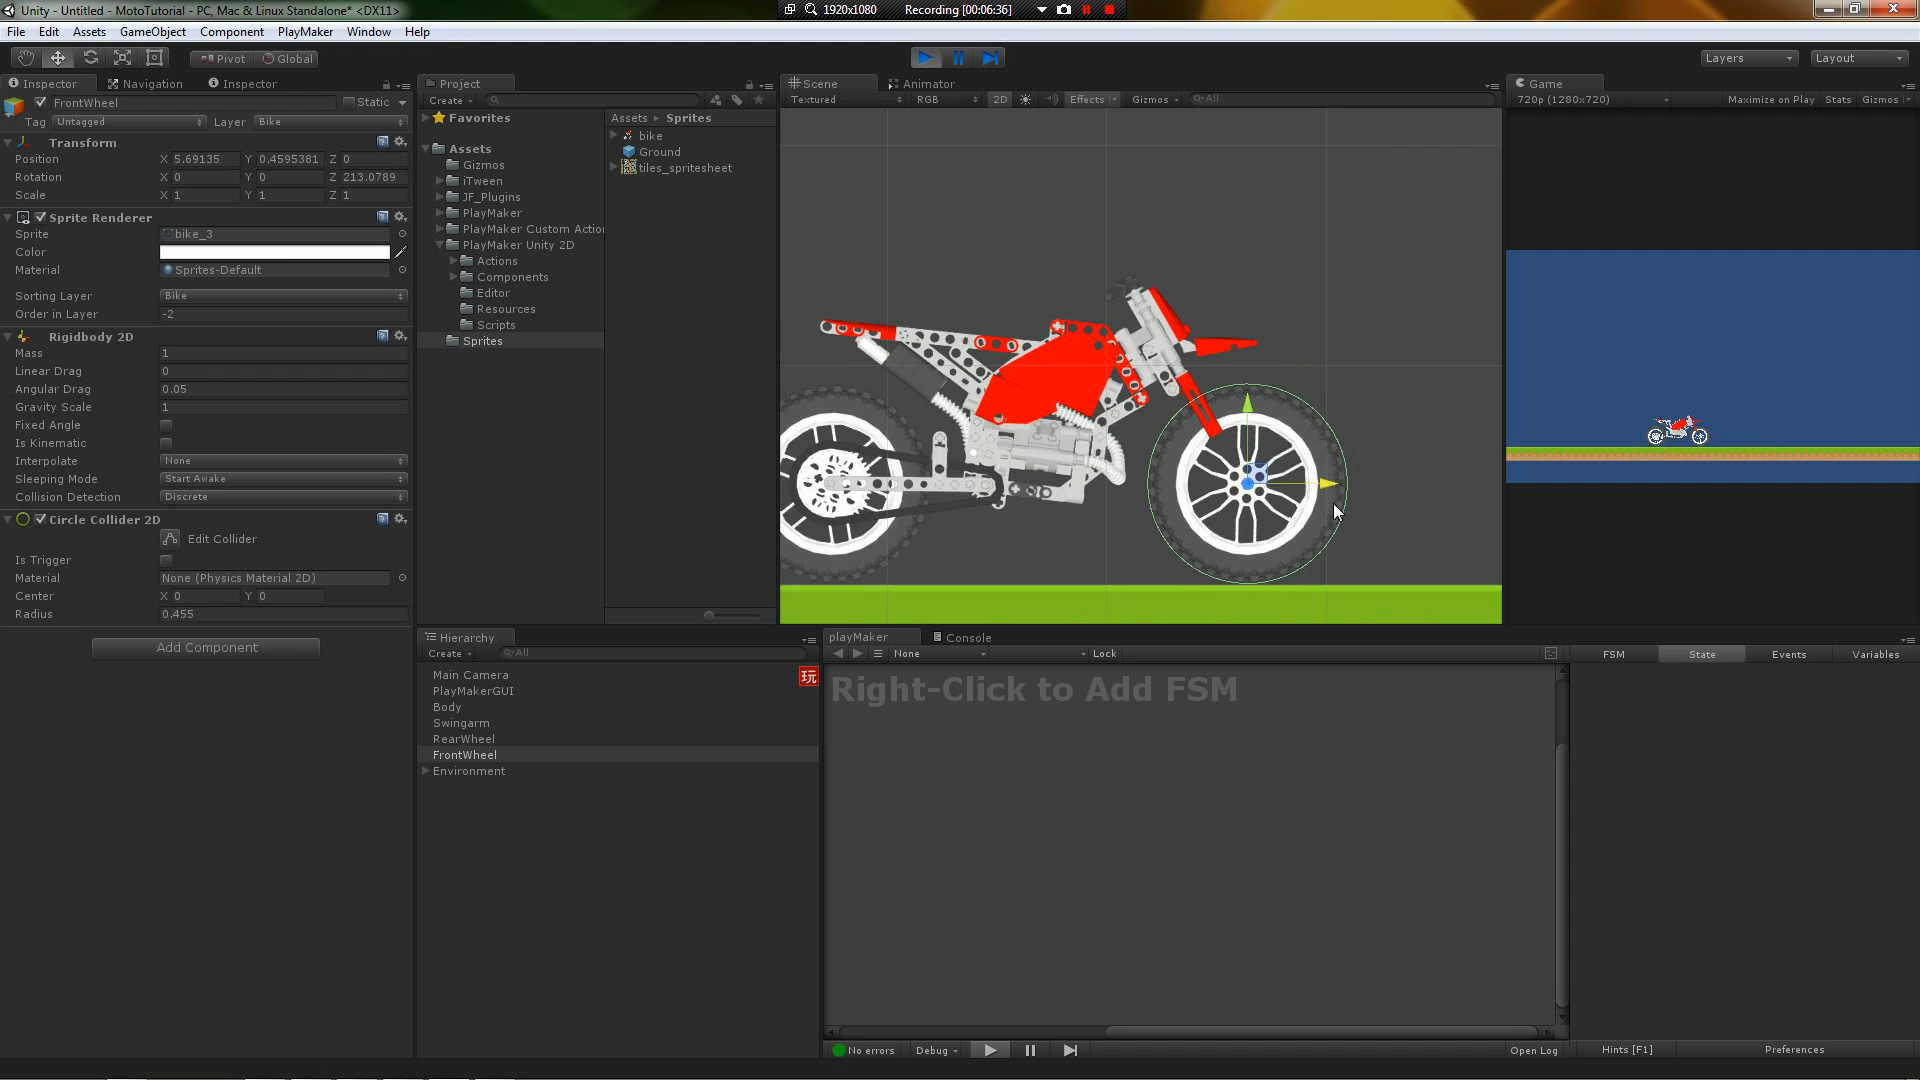 Unity - Untitled - MotoTutorial - PC, Mac & Linux Standalone* <DX11>
1920x1080 Recording [00:06:36]
File Edit Assets GameObject Component PlayMaker Window Help
Pivot Global Layers Layout
Inspector Navigation Inspector
FrontWheel Static
Tag Untagged Layer Bike
Transform
Position X 5.69135 Y 0.4595381 Z 0
Rotation X 0 Y 0 Z 213.0789
Scale X 1 Y 1 Z 1
Sprite Renderer
Sprite bike_3
Color
Material Sprites-Default
Sorting Layer Bike
Order in Layer -2
Rigidbody 2D
Mass 1
Linear Drag 0
Angular Drag 0.05
Gravity Scale 1
Fixed Angle
Is Kinematic
Interpolate None
Sleeping Mode Start Awake
Collision Detection Discrete
Circle Collider 2D
Edit Collider
Is Trigger
Material None (Physics Material 2D)
Center X 0 Y 0
Radius 0.455
Add Component
Project
Create
Favorites
Assets
Gizmos
iTween
JF_Plugins
PlayMaker
PlayMaker Custom Actio
PlayMaker Unity 2D
Actions
Components
Editor
Resources
Scripts
Sprites
Assets Sprites
bike
Ground
tiles_spritesheet
Scene Animator
Textured RGB 2D Effects Gizmos All
Game
720p (1280x720) Maximize on Play Stats Gizmos
Hierarchy
Create All
Main Camera
玩
PlayMakerGUI
Body
Swingarm
RearWheel
FrontWheel
Environment
playMaker Console
None Lock
FSM State Events Variables
Right-Click to Add FSM
No errors Debug Open Log Hints [F1] Preferences